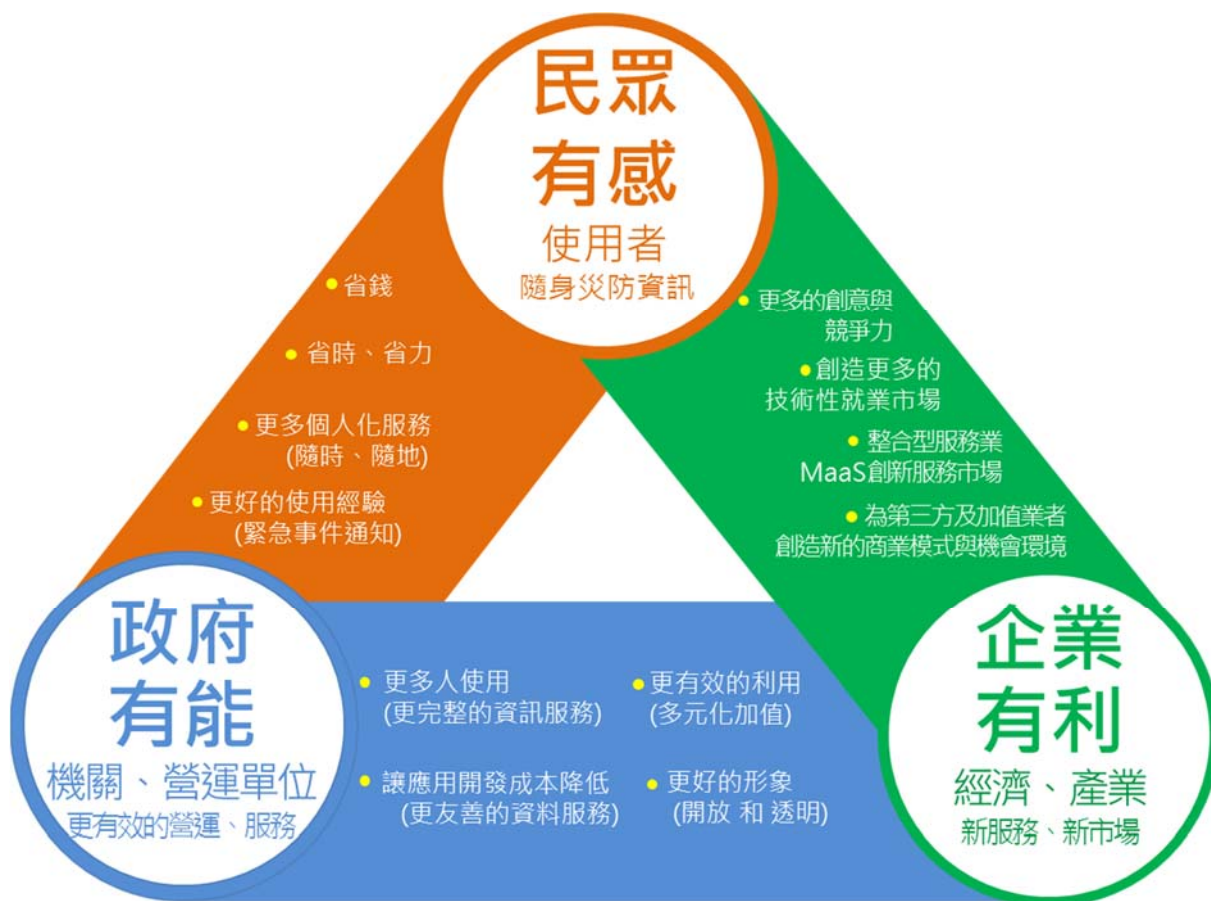 民眾
有感
使用者
隨身災防資訊
• 省錢
• 省時、省力
• 更多個人化服務
(隨時、隨地)
• 更好的使用經驗
(緊急事件通知)
• 更多的創意與
競爭力
• 創造更多的
技術性就業市場
• 整合型服務業
MaaS創新服務市場
• 為第三方及加值業者
創造新的商業模式與機會環境
政府
有能
機關、營運單位
更有效的營運、服務
• 更多人使用
(更完整的資訊服務)
• 更有效的利用
(多元化加值)
• 讓應用開發成本降低
(更友善的資料服務)
• 更好的形象
(開放 和 透明)
企業
有利
經濟、產業
新服務、新市場